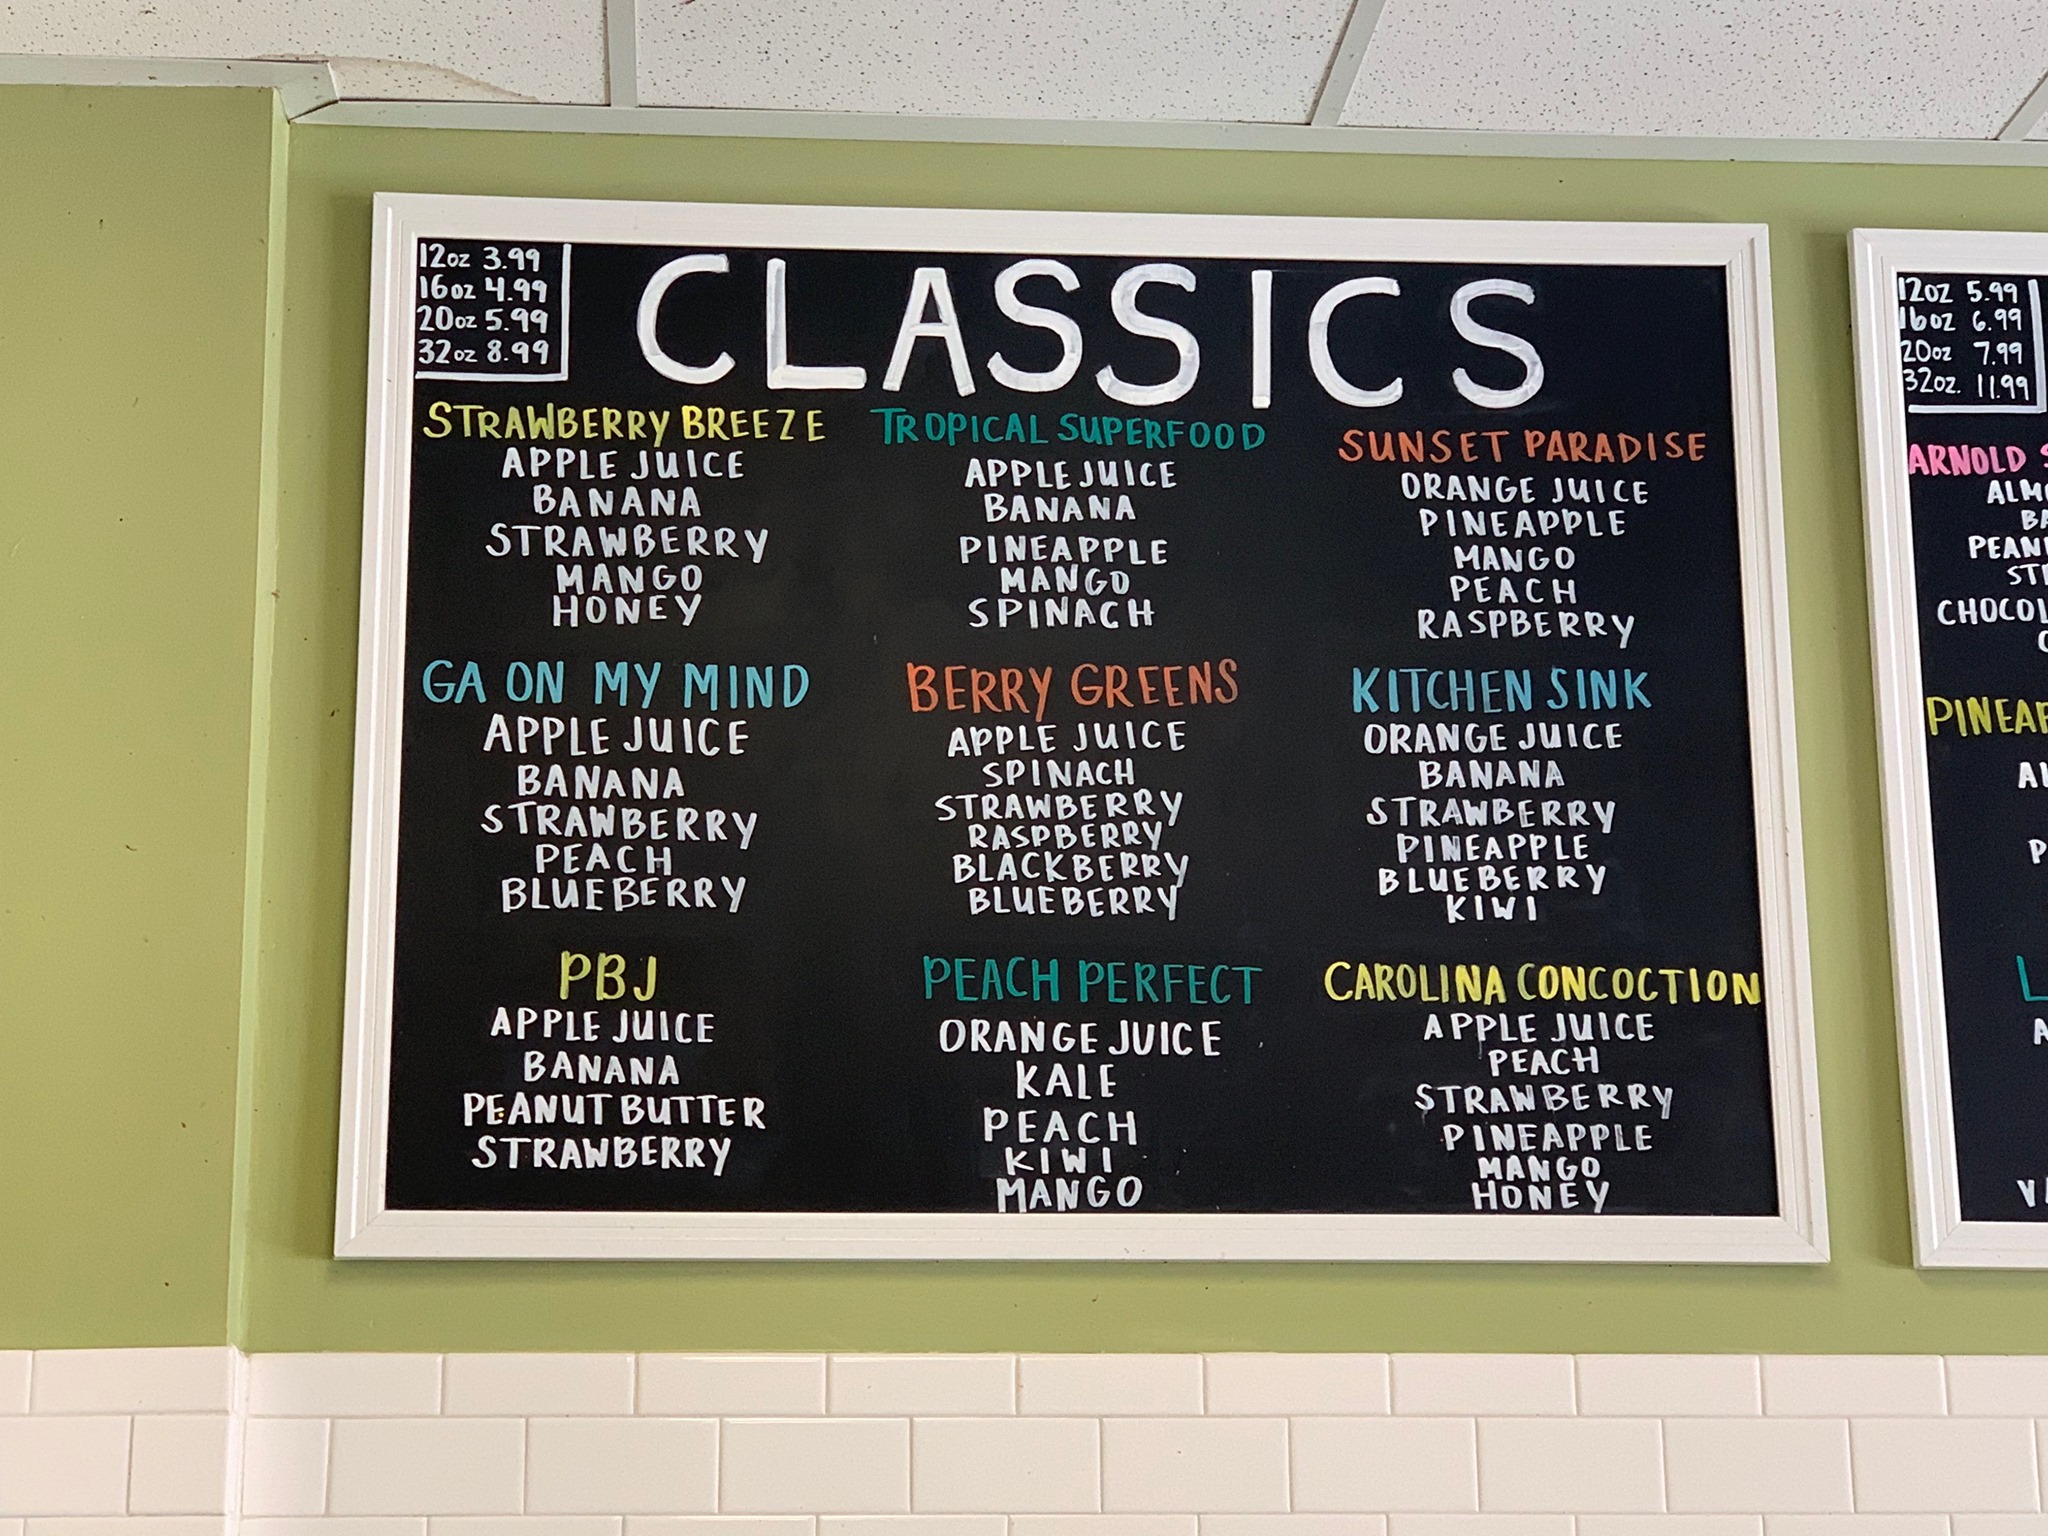 12oz 3.99
16oz 4.99
20oz 5.99
32oz 8.99
CLASSICS
STRAWBERRY BREEZE
APPLE JUICE
BANANA
STRAWBERRY
MANGO
HONEY
TROPICAL SUPERFOOD
APPLE JUICE
BANANA
PINEAPPLE
MANGO
SPINACH
SUNSET PARADISE
ORANGE JUICE
PINEAPPLE
MANGO
PEACH
RASPBERRY
GA ON MY MIND
APPLE JUICE
BANANA
STRAWBERRY
PEACH
BLUEBERRY
BERRY GREENS
APPLE JUICE
SPINACH
STRAWBERRY
RASPBERRY
BLACKBERRY
BLUEBERRY
KITCHEN SINK
ORANGE JUICE
BANANA
STRAWBERRY
PINEAPPLE
BLUEBERRY
KIWI
PBJ
APPLE JUICE
BANANA
PEANUT BUTTER
STRAWBERRY
PEACH PERFECT
ORANGE JUICE
KALE
PEACH
KIWI
MANGO
CAROLINA CONCOCTION
APPLE JUICE
PEACH
STRAWBERRY
PINEAPPLE
MANGO
HONEY
12oz 5.99
16oz 6.99
20oz 7.99
32oz. 11.99
ARNOLD